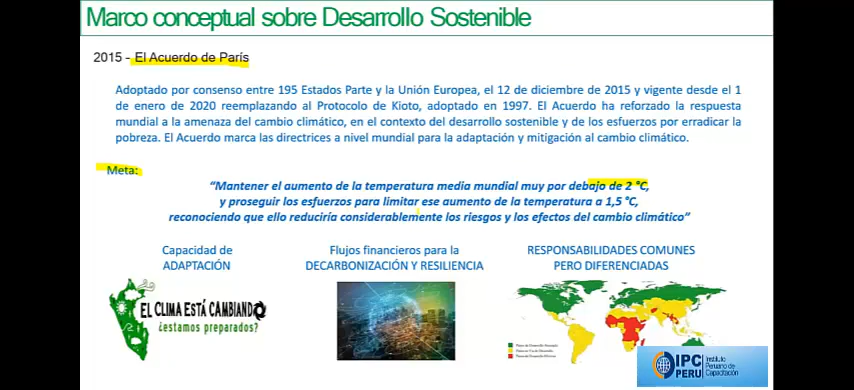 Marco conceptual sobre Desarrollo Sostenible
2015 - El Acuerdo de París
Adoptado por consenso entre 195 Estados Parte y la Unión Europea, el 12 de diciembre de 2015 y vigente desde el 1
de enero de 2020 reemplazando al Protocolo de Kioto, adoptado en 1997. El Acuerdo ha reforzado la respuesta
mundial a la amenaza del cambio climático, en el contexto del desarrollo sostenible y de los esfuerzos por erradicar la
pobreza. El Acuerdo marca las directrices a nivel mundial para la adaptación y mitigación al cambio climático.
Meta:
“Mantener el aumento de la temperatura media mundial muy por debajo de 2 °C,
y proseguir los esfuerzos para limitar ese aumento de la temperatura a 1,5 °C,
reconociendo que ello reduciría considerablemente los riesgos y los efectos del cambio climático”
Capacidad de
ADAPTACIÓN
EL CLIMA ESTÁ CAMBIANDO
¿estamos preparados?
Flujos financieros para la
DECARBONIZACIÓN Y RESILIENCIA
RESPONSABILIDADES COMUNES
PERO DIFERENCIADAS
IPC
PERU
Instituto
Peruano de
Capacitación